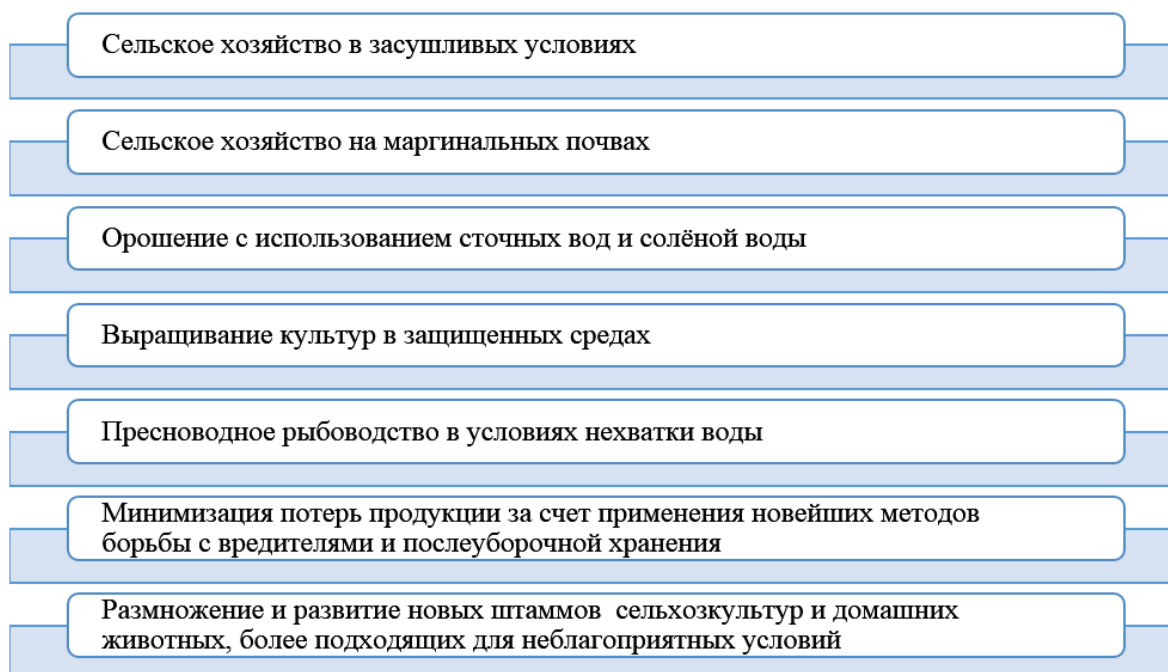 Сельское хозяйство в засушливых условиях
Сельское хозяйство на маргинальных почвах
Орошение с использованием сточных вод и солёной воды
Выращивание культур в защищенных средах
Пресноводное рыбоводство в условиях нехватки воды
Минимизация потерь продукции за счет применения новейших методов
борьбы с вредителями и послеуборочной хранения
Размножение и развитие новых штаммов сельхозкультур и домашних
животных, более подходящих для неблагоприятных условий